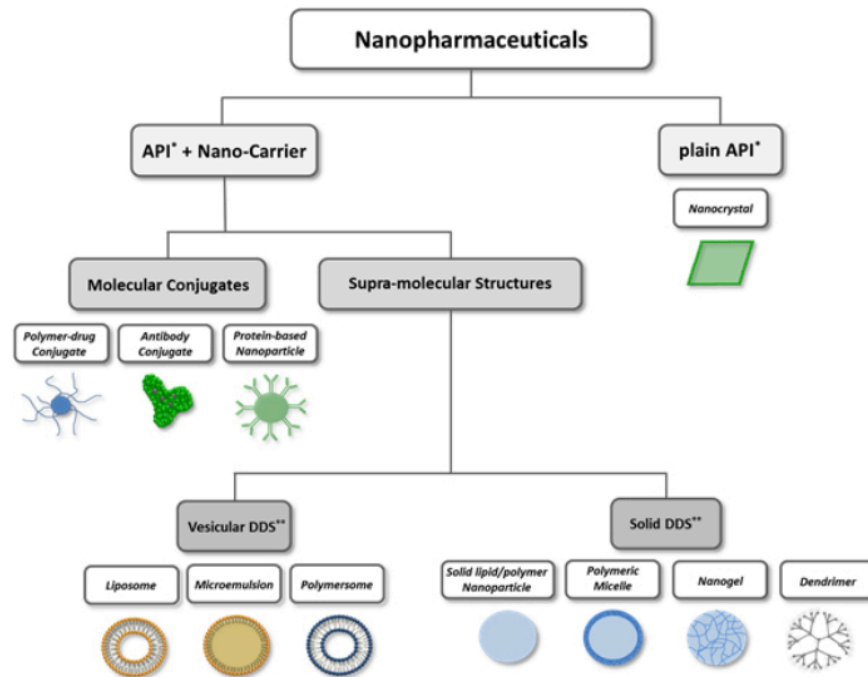 Nanopharmaceuticals
API* + Nano-Carrier
plain API*
Nanocrystal
Molecular Conjugates
Supra-molecular Structures
Polymer-drug
Conjugate
Antibody
Conjugate
Protein-based
Nanoparticle
Vesicular DDS**
Solid DDS**
Liposome
Microemulsion
Polymersome
Solid lipid/polymer
Nanoparticle
Polymeric
Micelle
Nanogel
Dendrimer